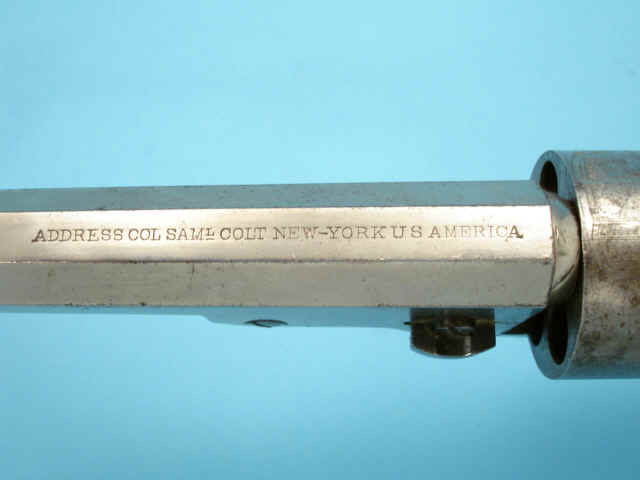 ADDRESS COL SAML COLT NEW-YORK U S AMERICA